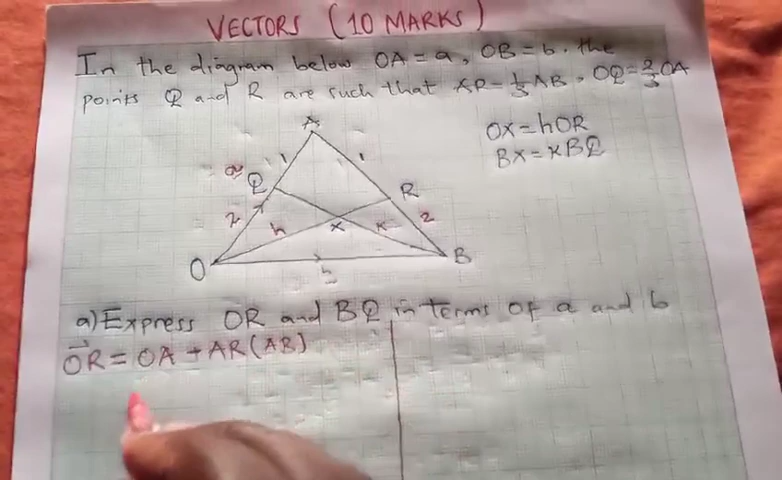 VECTORS (10 MARKS)
In the diagram below OA = a, OB = b. the
points Q and R are such that AR = 1/3 AB, OQ = 2/3 OA
OX = hOR
BX = kBQ
A
1
1
a
Q
R
2
h
x
k
2
O
B
b
a) Express OR and BQ in terms of a and b
OR = OA + AR (AB)